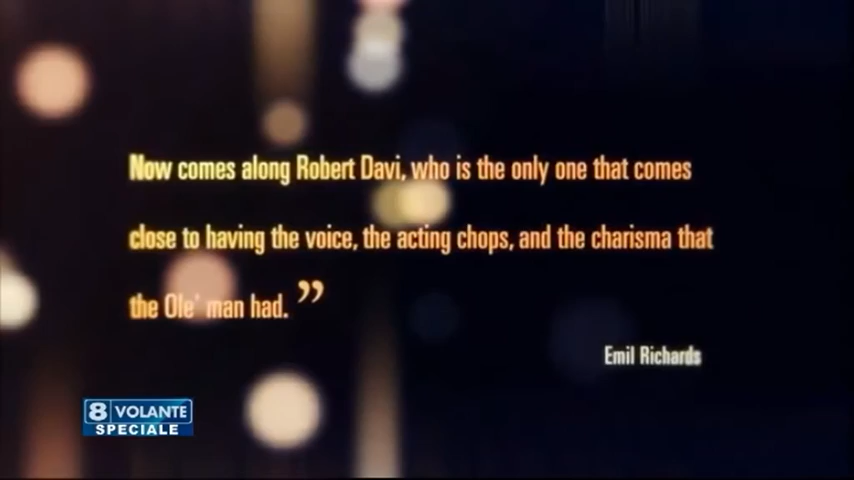 Now comes along Robert Davi, who is the only one that comes
close to having the voice, the acting chops, and the charisma that
the Ole' man had. ”
Emil Richards
8 VOLANTE
SPECIALE